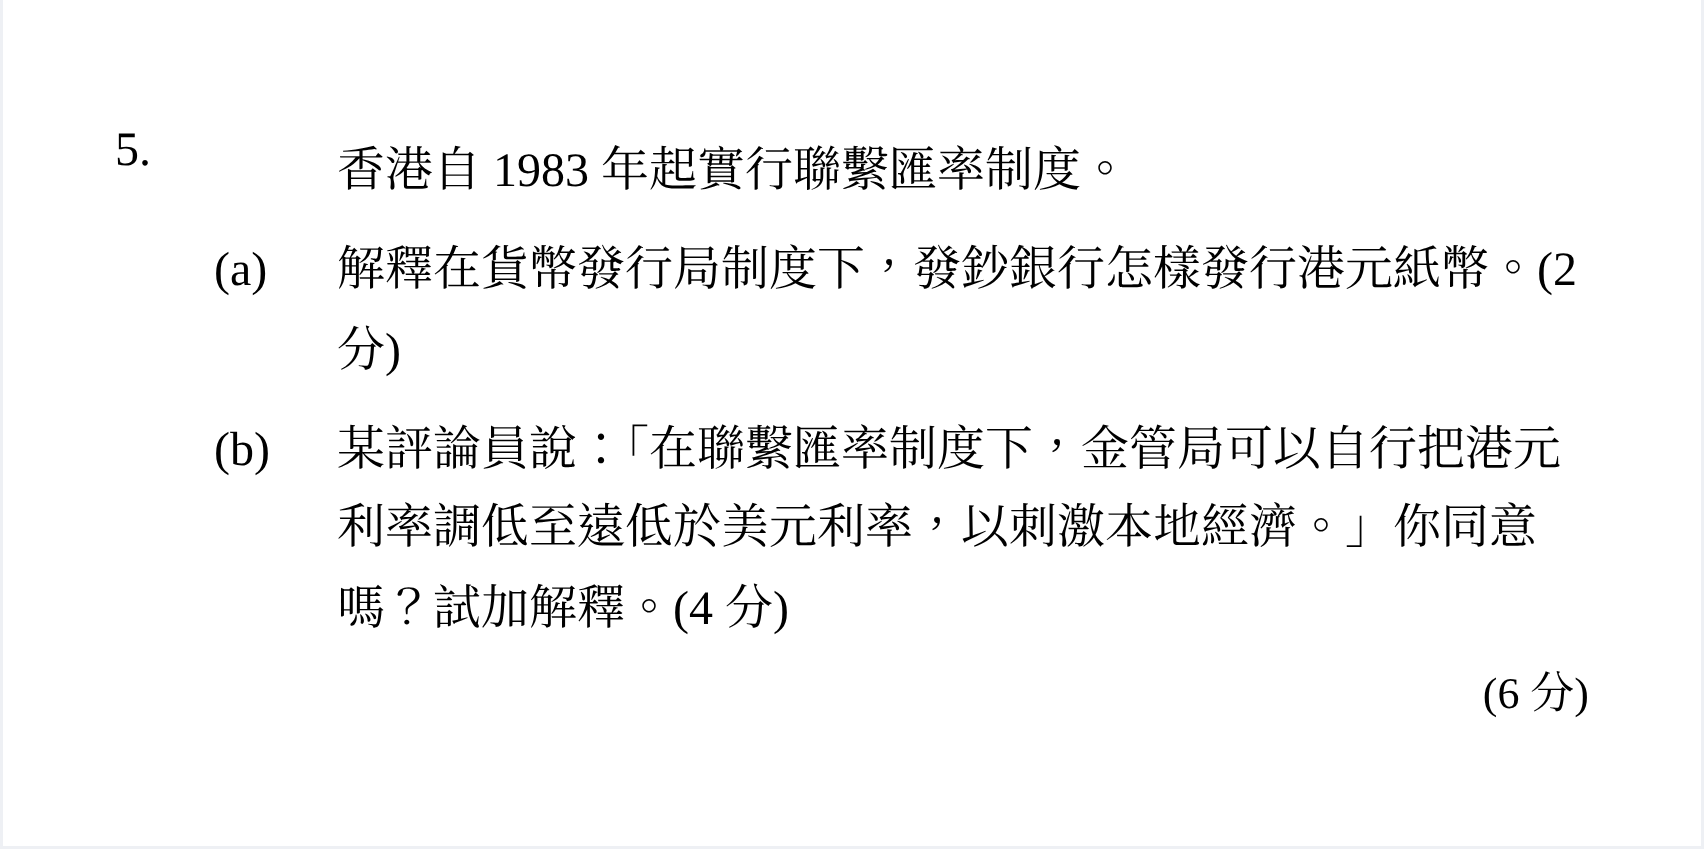 5. 香港自 1983 年起實行聯繫匯率制度。
(a) 解釋在貨幣發行局制度下，發鈔銀行怎樣發行港元紙幣。(2
分)
(b) 某評論員說：「在聯繫匯率制度下，金管局可以自行把港元
利率調低至遠低於美元利率，以刺激本地經濟。」你同意
嗎？試加解釋。(4 分)
(6 分)